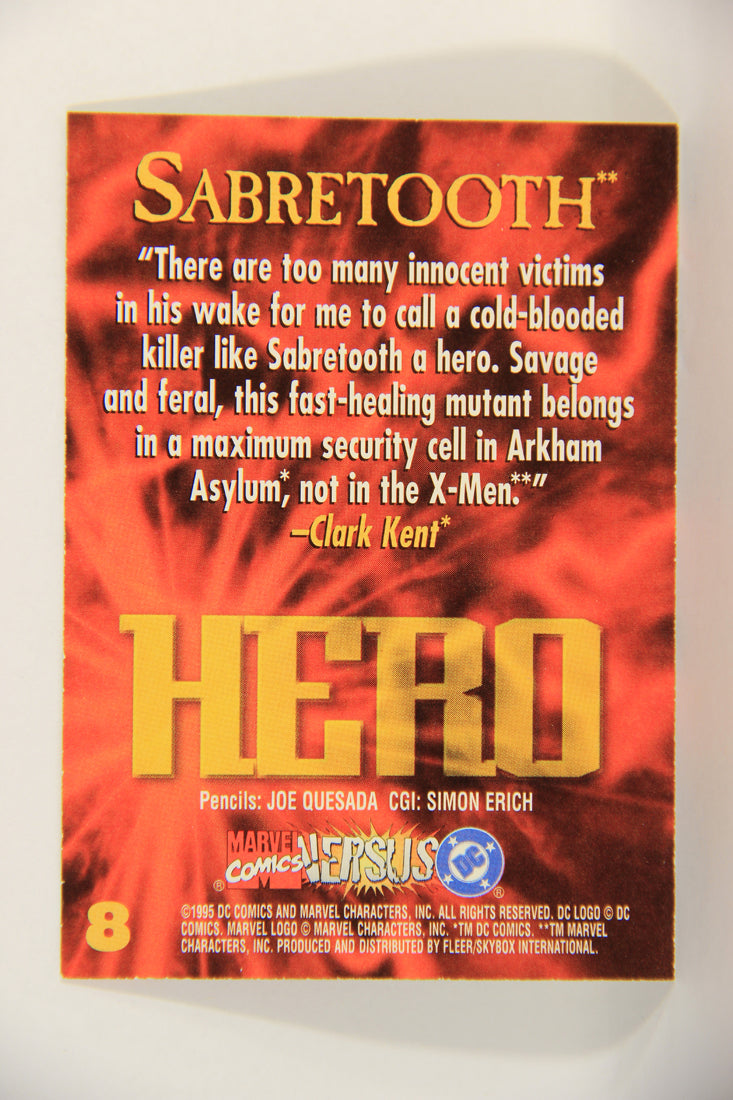 SABRETOOTH**
“There are too many innocent victims
in his wake for me to call a cold-blooded
killer like Sabretooth a hero. Savage
and feral, this fast-healing mutant belongs
in a maximum security cell in Arkham
Asylum*, not in the X-Men.**”
–Clark Kent*
HERO
Pencils: JOE QUESADA CGI: SIMON ERICH
MARVEL COMICS VERSUS DC
® ®
8
©1995 DC COMICS AND MARVEL CHARACTERS, INC. ALL RIGHTS RESERVED. DC LOGO © DC
COMICS. MARVEL LOGO © MARVEL CHARACTERS, INC. *TM DC COMICS. **TM MARVEL
CHARACTERS, INC. PRODUCED AND DISTRIBUTED BY FLEER/SKYBOX INTERNATIONAL.